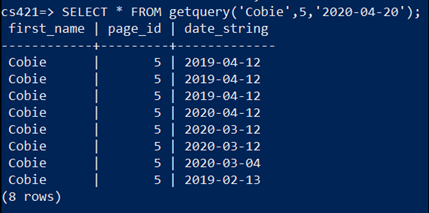 cs421=> SELECT * FROM getquery('Cobie',5,'2020-04-20');
first_name | page_id | date_string
------------+---------+-------------
Cobie | 5 | 2019-04-12
Cobie | 5 | 2019-04-12
Cobie | 5 | 2019-04-12
Cobie | 5 | 2020-04-12
Cobie | 5 | 2020-03-12
Cobie | 5 | 2020-03-12
Cobie | 5 | 2020-03-04
Cobie | 5 | 2019-02-13
(8 rows)